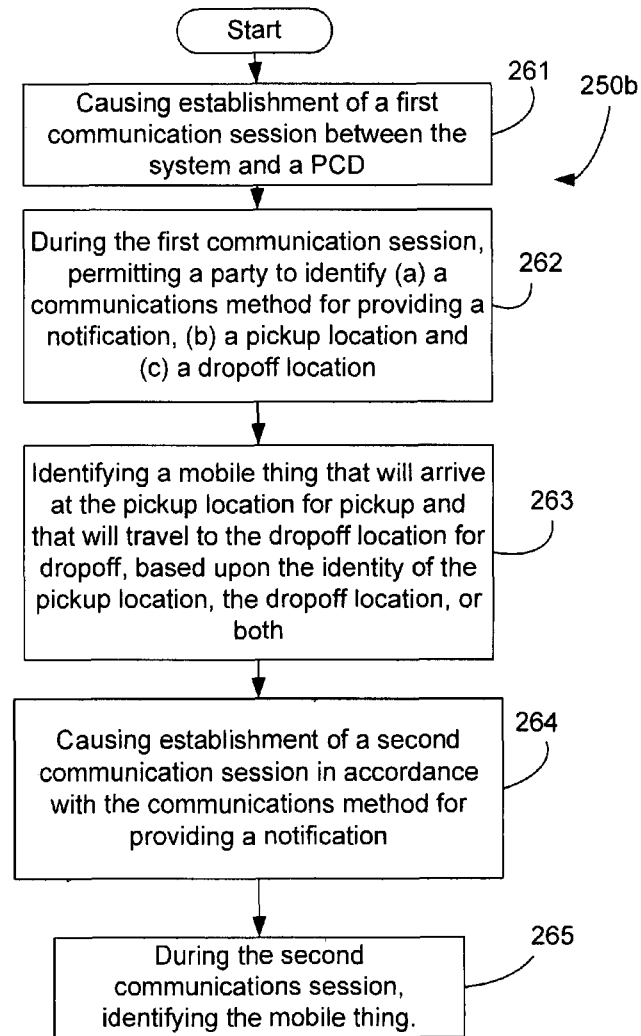 Start
261
250b
Causing establishment of a first
communication session between the
system and a PCD
262
During the first communication session,
permitting a party to identify (a) a
communications method for providing a
notification, (b) a pickup location and
(c) a dropoff location
263
Identifying a mobile thing that will arrive
at the pickup location for pickup and
that will travel to the dropoff location for
dropoff, based upon the identity of the
pickup location, the dropoff location, or
both
264
Causing establishment of a second
communication session in accordance
with the communications method for
providing a notification
265
During the second
communications session,
identifying the mobile thing.